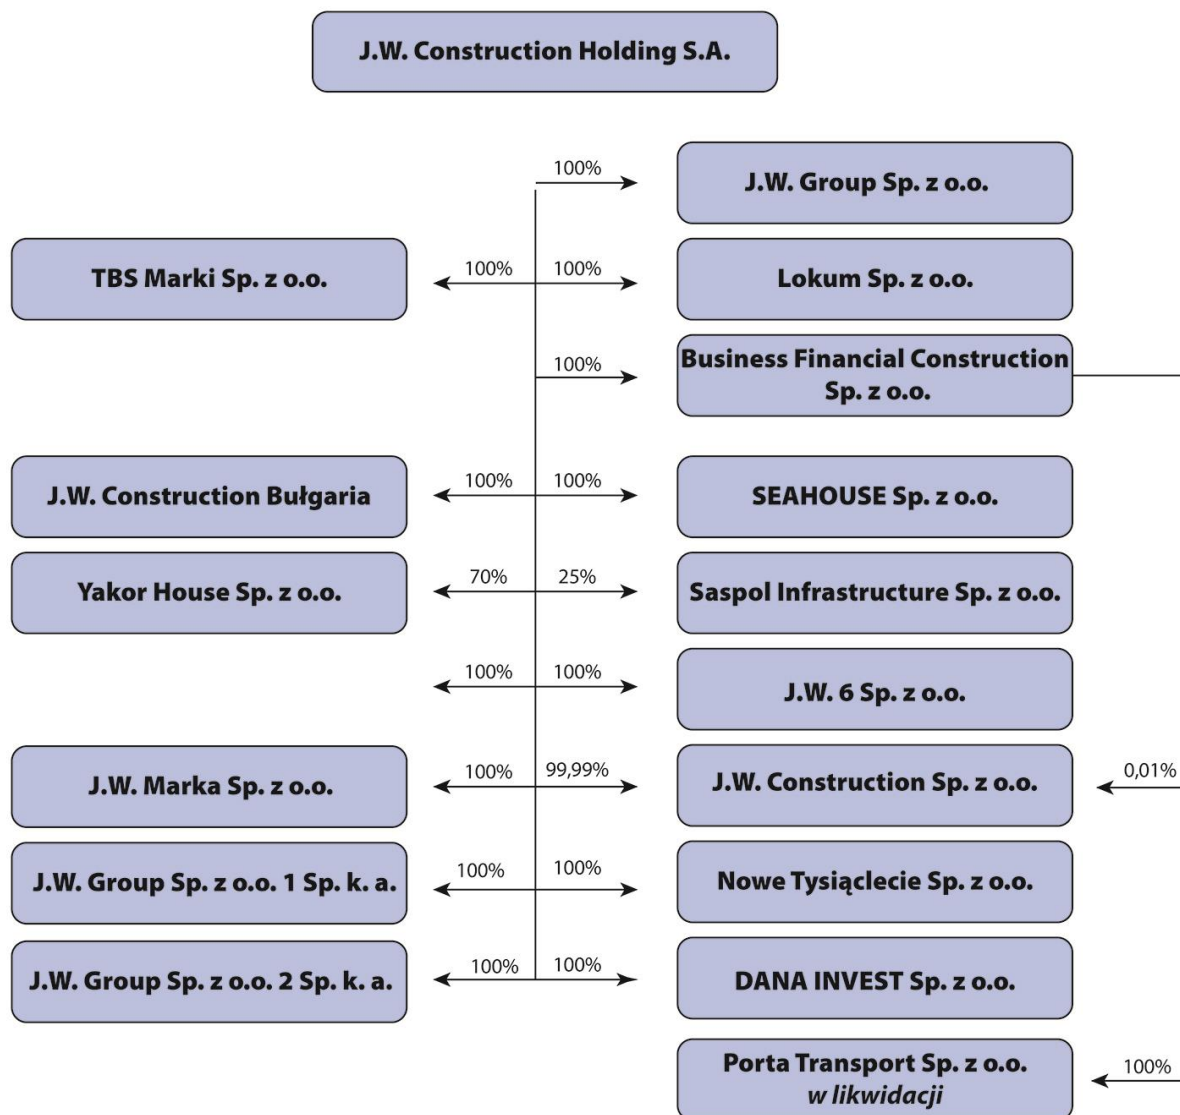 J.W. Construction Holding S.A.
100%
J.W. Group Sp. z o.o.
TBS Marki Sp. z o.o.
100%
100%
Lokum Sp. z o.o.
100%
Business Financial Construction
Sp. z o.o.
J.W. Construction Bułgaria
100%
100%
SEAHOUSE Sp. z o.o.
Yakor House Sp. z o.o.
70%
25%
Saspol Infrastructure Sp. z o.o.
100%
100%
J.W. 6 Sp. z o.o.
J.W. Marka Sp. z o.o.
100%
99,99%
J.W. Construction Sp. z o.o.
0,01%
J.W. Group Sp. z o.o. 1 Sp. k. a.
100%
100%
Nowe Tysiąclecie Sp. z o.o.
J.W. Group Sp. z o.o. 2 Sp. k. a.
100%
100%
DANA INVEST Sp. z o.o.
Porta Transport Sp. z o.o.
w likwidacji
100%